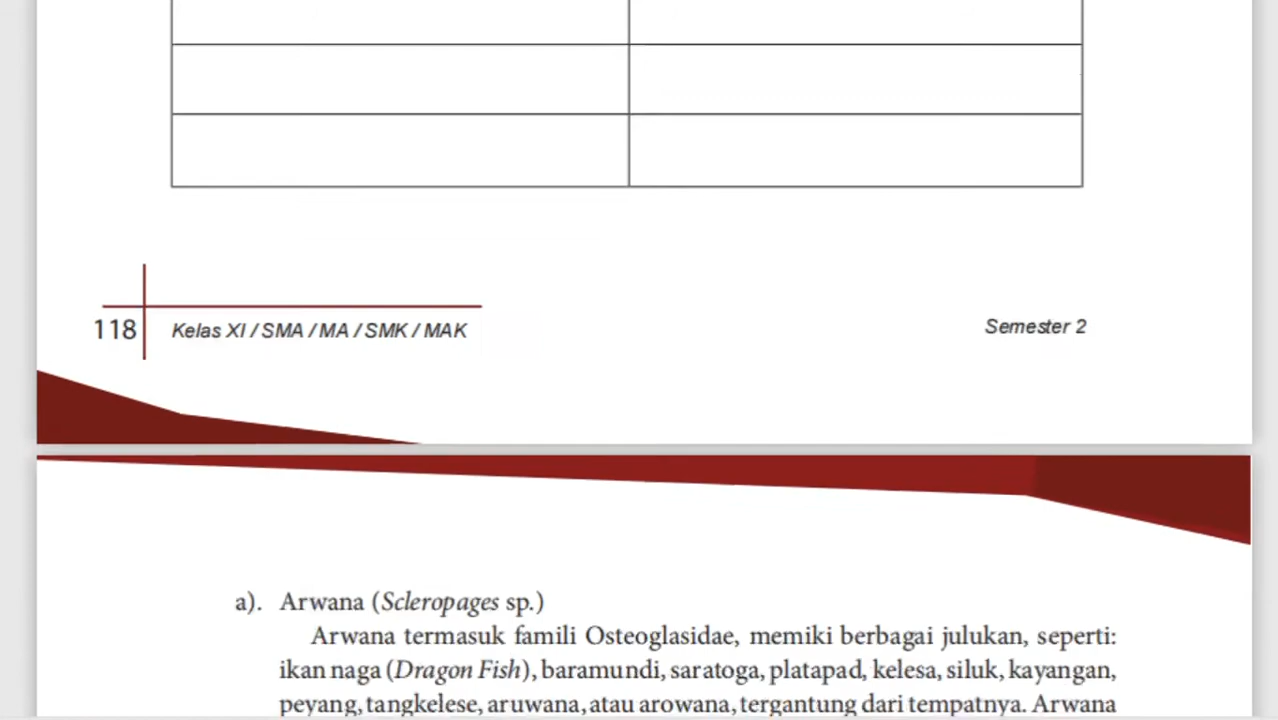 118
Kelas XI / SMA / MA / SMK / MAK
Semester 2
a). Arwana (Scleropages sp.)
Arwana termasuk famili Osteoglasidae, memiki berbagai julukan, seperti:
ikan naga (Dragon Fish), baramundi, saratoga, platapad, kelesa, siluk, kayangan,
peyang, tangkelese, aruwana, atau arowana, tergantung dari tempatnya. Arwana